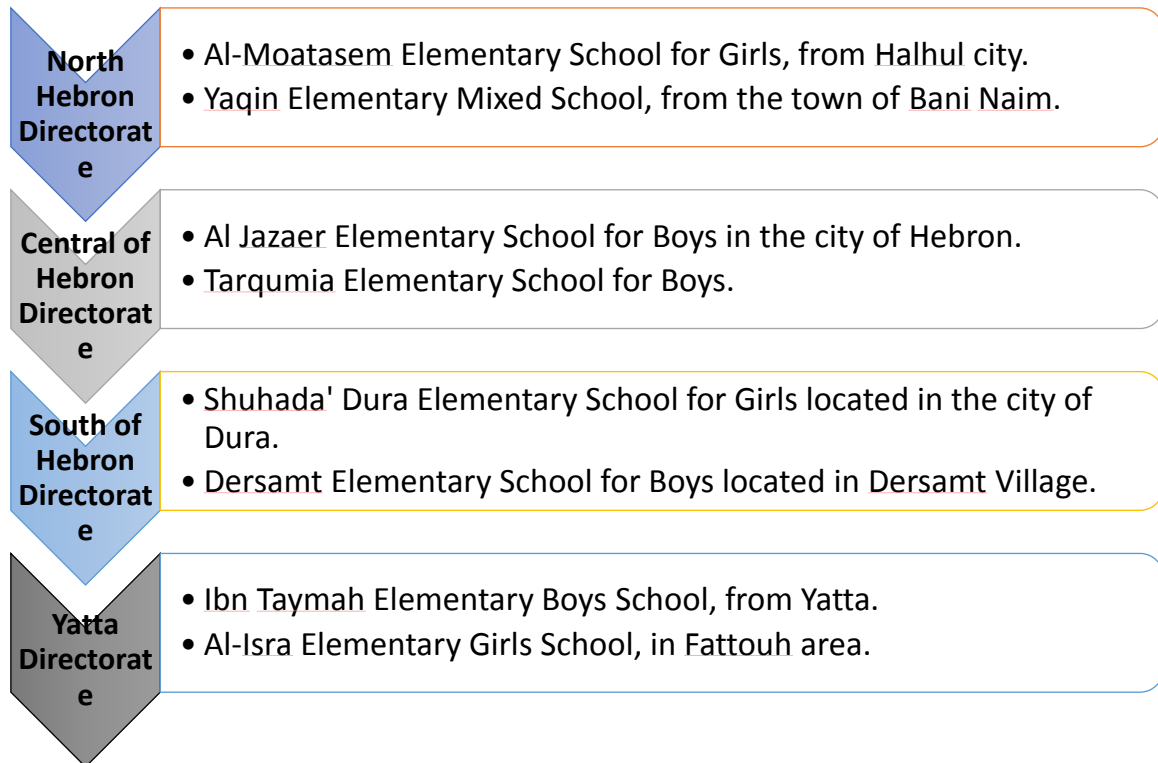 North
Hebron
Directorat
e
• Al-Moatasem Elementary School for Girls, from Halhul city.
• Yaqin Elementary Mixed School, from the town of Bani Naim.
Central of
Hebron
Directorat
e
• Al Jazaer Elementary School for Boys in the city of Hebron.
• Tarqumia Elementary School for Boys.
South of
Hebron
Directorat
e
• Shuhada' Dura Elementary School for Girls located in the city of
Dura.
• Dersamt Elementary School for Boys located in Dersamt Village.
Yatta
Directorat
e
• Ibn Taymah Elementary Boys School, from Yatta.
• Al-Isra Elementary Girls School, in Fattouh area.